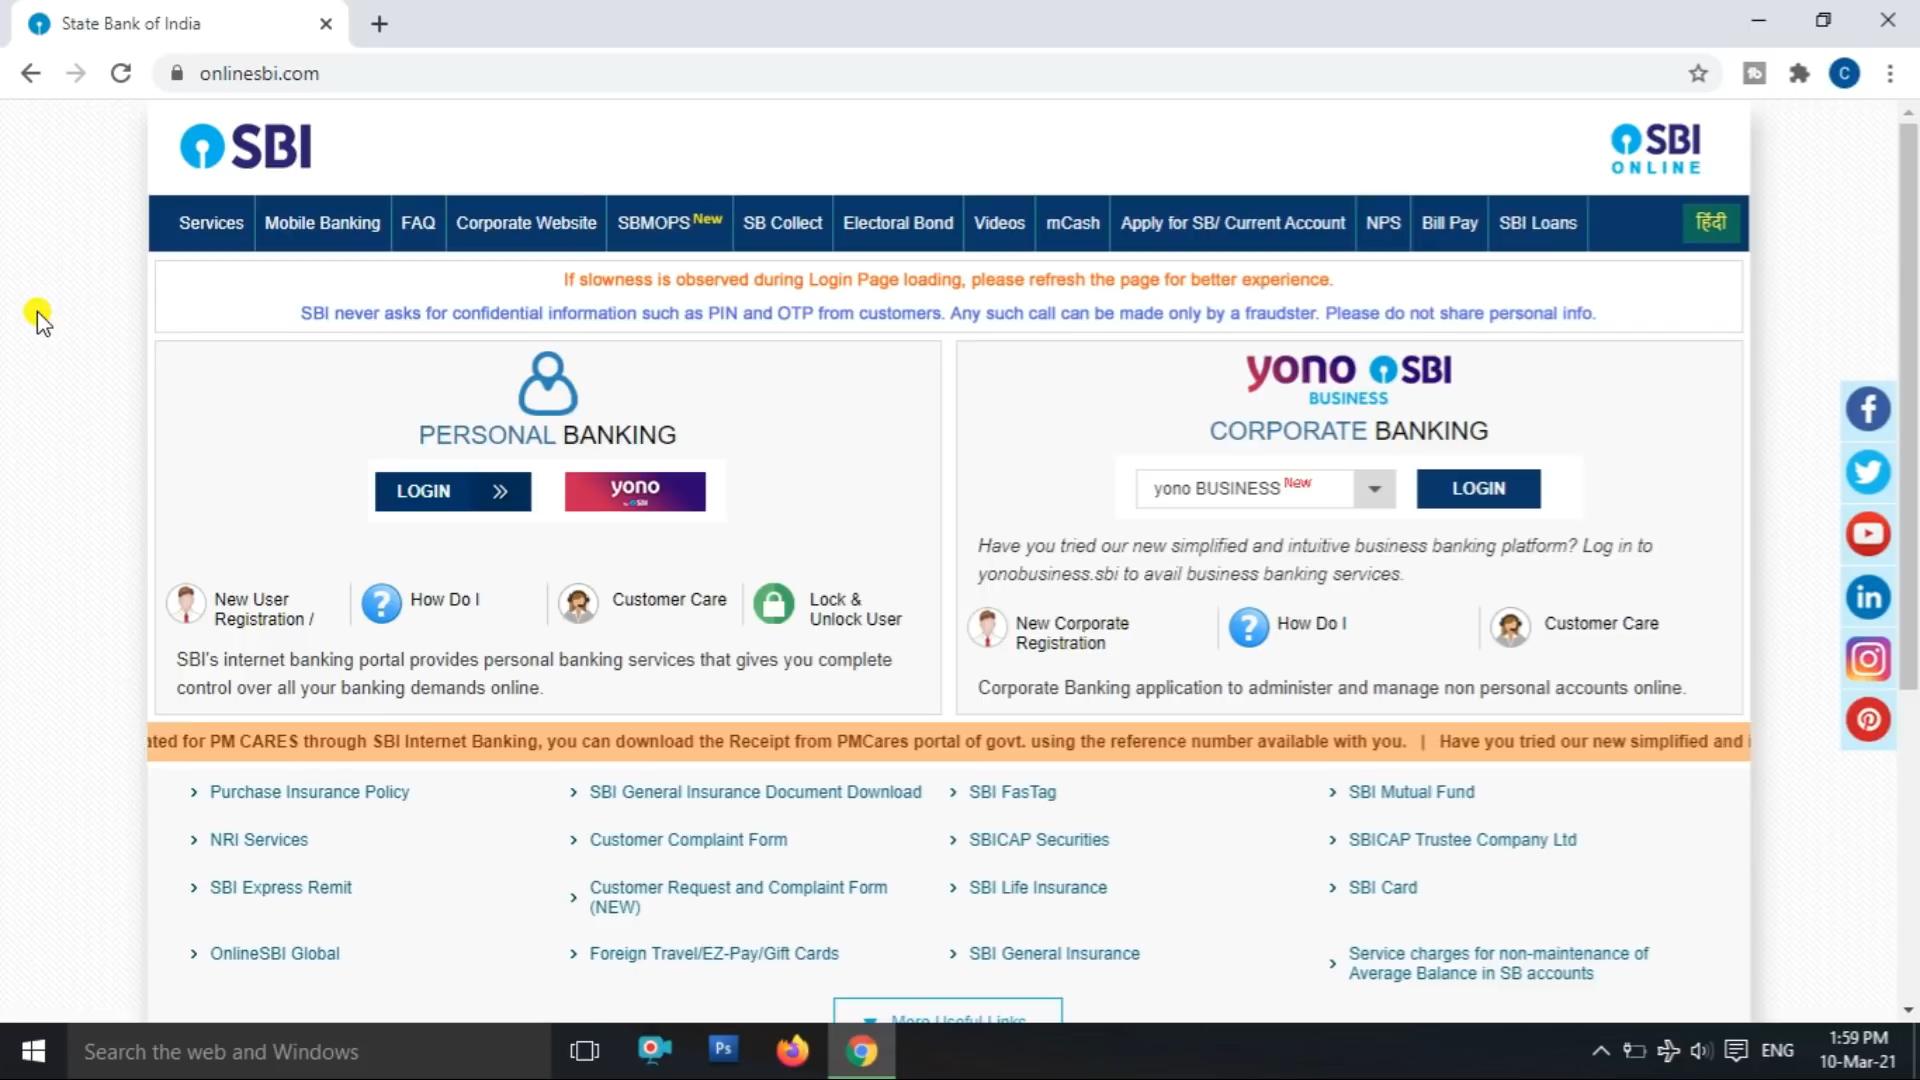 State Bank of India
onlinesbi.com
C
SBI
SBI
ONLINE
Services Mobile Banking FAQ Corporate Website SBMOPS New SB Collect Electoral Bond Videos mCash Apply for SB/ Current Account NPS Bill Pay SBI Loans हिंदी
If slowness is observed during Login Page loading, please refresh the page for better experience.
SBI never asks for confidential information such as PIN and OTP from customers. Any such call can be made only by a fraudster. Please do not share personal info.
PERSONAL BANKING
LOGIN
yono
by SBI
New User
Registration /
How Do I
Customer Care
Lock &
Unlock User
SBI's internet banking portal provides personal banking services that gives you complete
control over all your banking demands online.
yono SBI
BUSINESS
CORPORATE BANKING
yono BUSINESS New
LOGIN
Have you tried our new simplified and intuitive business banking platform? Log in to
yonobusiness.sbi to avail business banking services.
New Corporate
Registration
How Do I
Customer Care
Corporate Banking application to administer and manage non personal accounts online.
ated for PM CARES through SBI Internet Banking, you can download the Receipt from PMCares portal of govt. using the reference number available with you. | Have you tried our new simplified and i
Purchase Insurance Policy
SBI General Insurance Document Download
SBI FasTag
SBI Mutual Fund
NRI Services
Customer Complaint Form
SBICAP Securities
SBICAP Trustee Company Ltd
SBI Express Remit
Customer Request and Complaint Form
(NEW)
SBI Life Insurance
SBI Card
OnlineSBI Global
Foreign Travel/EZ-Pay/Gift Cards
SBI General Insurance
Service charges for non-maintenance of
Average Balance in SB accounts
More Useful Links
Search the web and Windows
Ps
ENG
1:59 PM
10-Mar-21